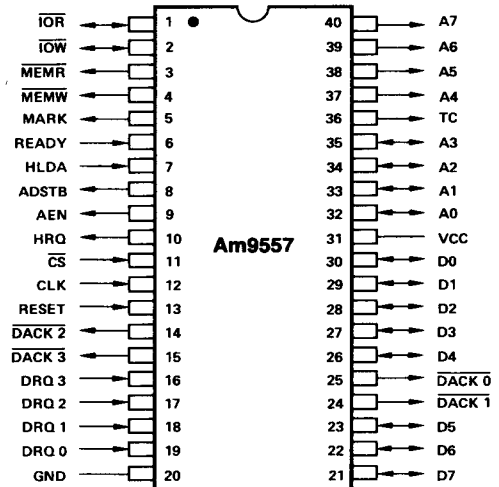 IOR 1 40 A7
IOW 2 39 A6
MEMR 3 38 A5
MEMW 4 37 A4
MARK 5 36 TC
READY 6 35 A3
HLDA 7 34 A2
ADSTB 8 33 A1
AEN 9 32 A0
HRQ 10 31 VCC
Am9557
CS 11 30 D0
CLK 12 29 D1
RESET 13 28 D2
DACK 2 14 27 D3
DACK 3 15 26 D4
DRQ 3 16 25 DACK 0
DRQ 2 17 24 DACK 1
DRQ 1 18 23 D5
DRQ 0 19 22 D6
GND 20 21 D7